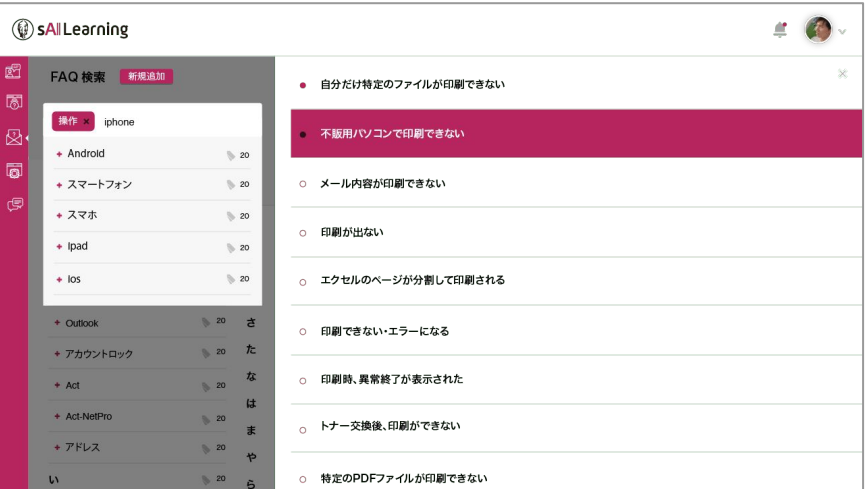 sAI Learning
FAQ 検索
新規追加
操作 ×
iphone
+ Android 20
+ スマートフォン 20
+ スマホ 20
+ Ipad 20
+ Ios 20
+ Outlook 20
+ アカウントロック 20
+ Act 20
+ Act-NetPro 20
+ アドレス 20
い 20
さ
た
な
は
ま
や
ら
自分だけ特定のファイルが印刷できない
不販用パソコンで印刷できない
メール内容が印刷できない
印刷が出ない
エクセルのページが分割して印刷される
印刷できない・エラーになる
印刷時、異常終了が表示された
トナー交換後、印刷ができない
特定のPDFファイルが印刷できない